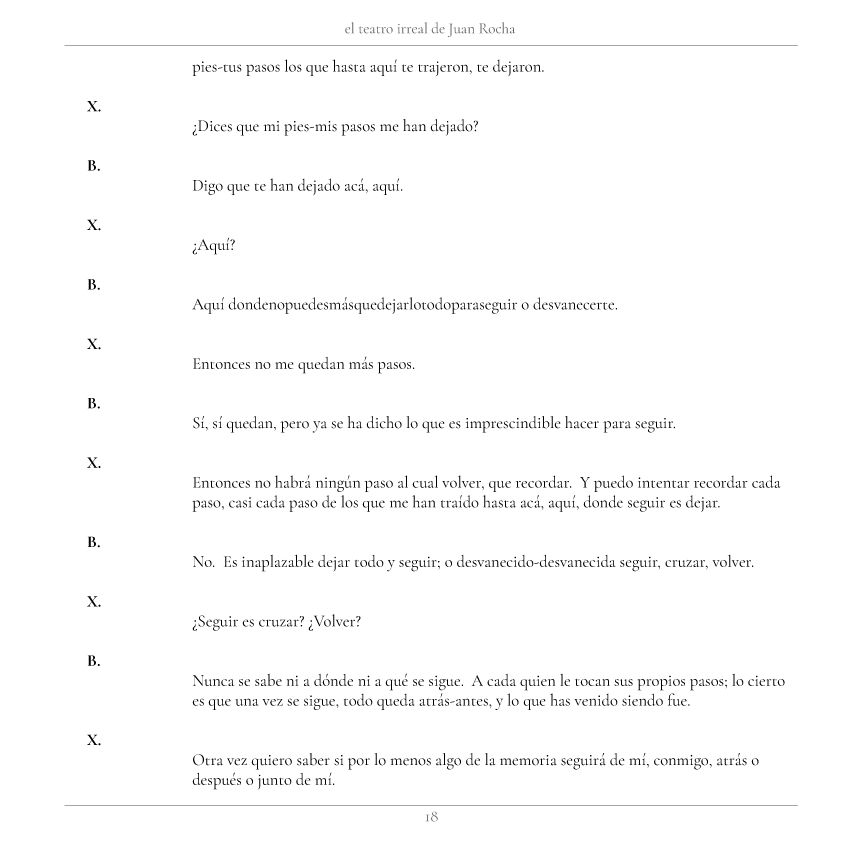 el teatro irreal de Juan Rocha
pies-tus pasos los que hasta aquí te trajeron, te dejaron.
X.
¿Dices que mi pies-mis pasos me han dejado?
B.
Digo que te han dejado acá, aquí.
X.
¿Aquí?
B.
Aquí dondenopuedesmásquedejarlotodoparaseguir o desvanecerte.
X.
Entonces no me quedan más pasos.
B.
Sí, sí quedan, pero ya se ha dicho lo que es imprescindible hacer para seguir.
X.
Entonces no habrá ningún paso al cual volver, que recordar.  Y puedo intentar recordar cada
paso, casi cada paso de los que me han traído hasta acá, aquí, donde seguir es dejar.
B.
No.  Es inaplazable dejar todo y seguir; o desvanecido-desvanecida seguir, cruzar, volver.
X.
¿Seguir es cruzar? ¿Volver?
B.
Nunca se sabe ni a dónde ni a qué se sigue.  A cada quien le tocan sus propios pasos; lo cierto
es que una vez se sigue, todo queda atrás-antes, y lo que has venido siendo fue.
X.
Otra vez quiero saber si por lo menos algo de la memoria seguirá de mí, conmigo, atrás o
después o junto de mí.
18